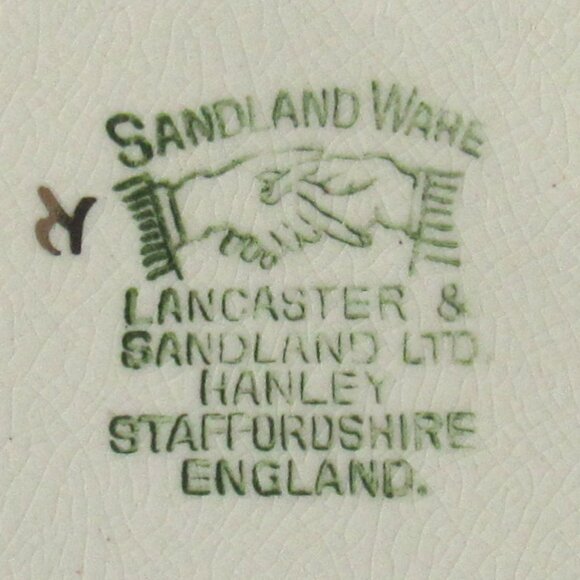 SANDLAND WARE
LANCASTER &
SANDLAND LTD.
HANLEY
STAFFORDSHIRE
ENGLAND.